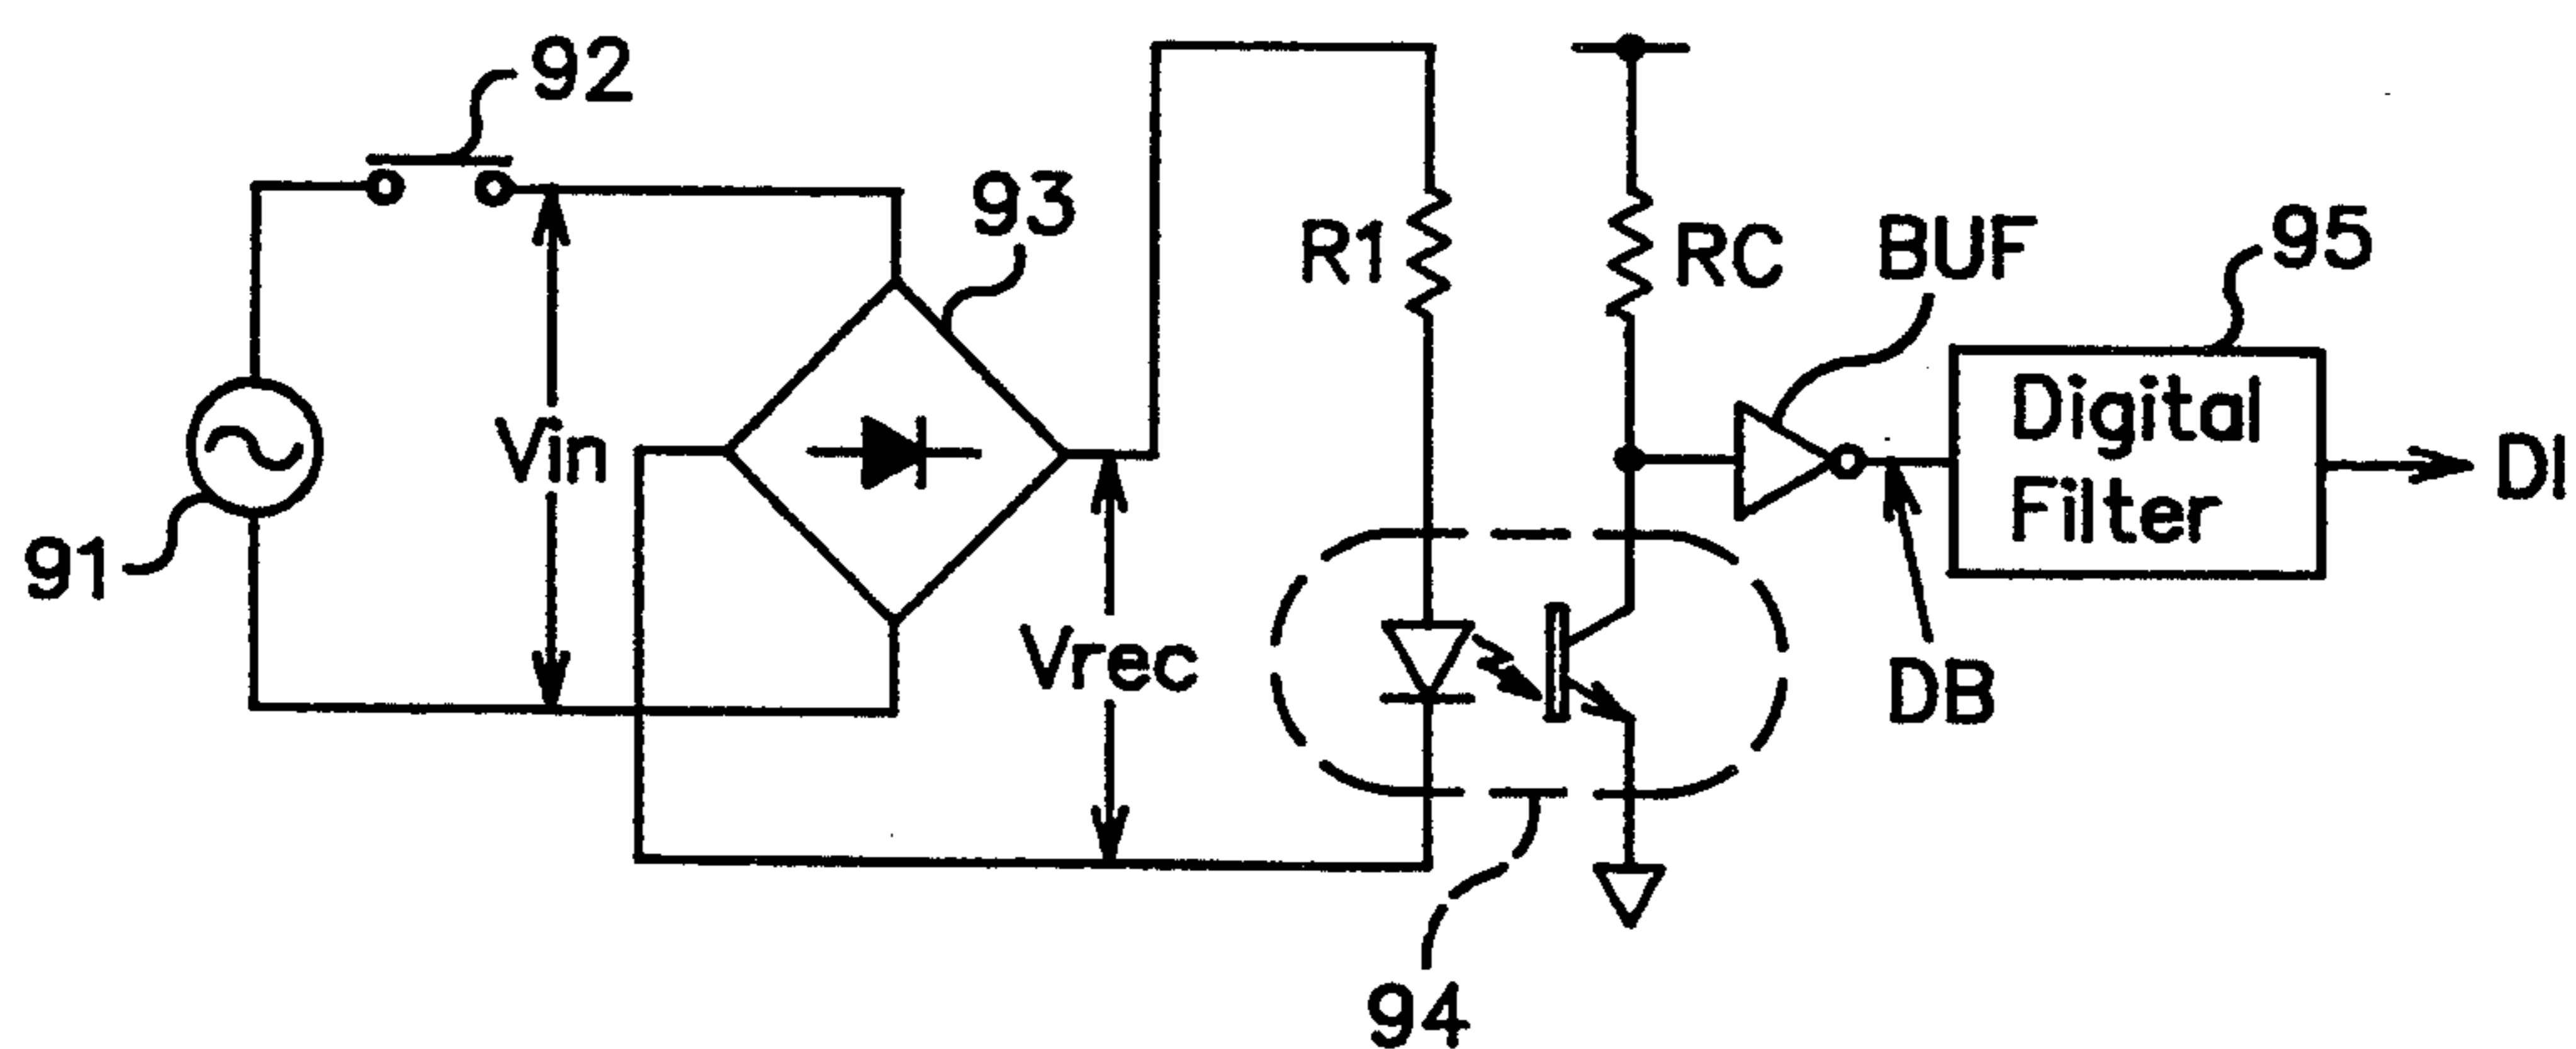 92
93
R1
RC
BUF
95
Vin
Digital
Filter
DI
91
Vrec
DB
94